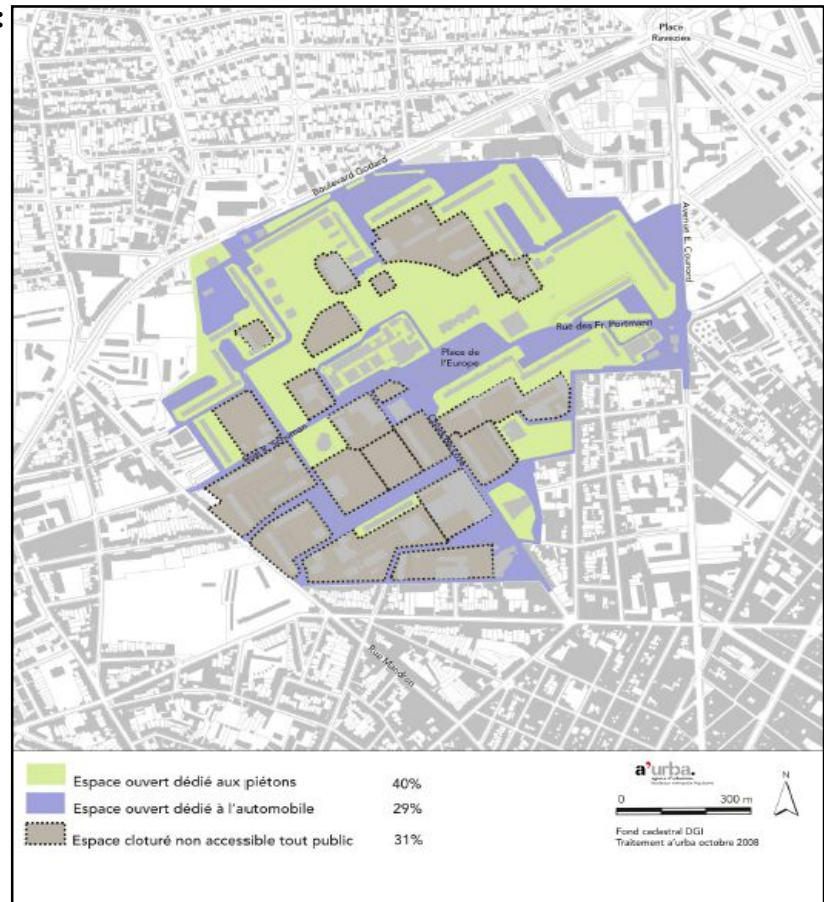 :
Place
Ravezies
Boulevard Godard
Avenue E. Counord
Rue des Fr. Portmann
Place de
l'Europe
Rue Mandron
Espace ouvert dédié aux piétons 40%
Espace ouvert dédié à l'automobile 29%
Espace cloturé non accessible tout public 31%
a'urba.
0 300 m
N
Fond cadastral DGI
Traitement a'urba octobre 2008